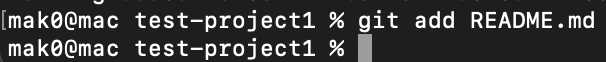 [mak0@mac test-project1 % git add README.md
mak0@mac test-project1 %